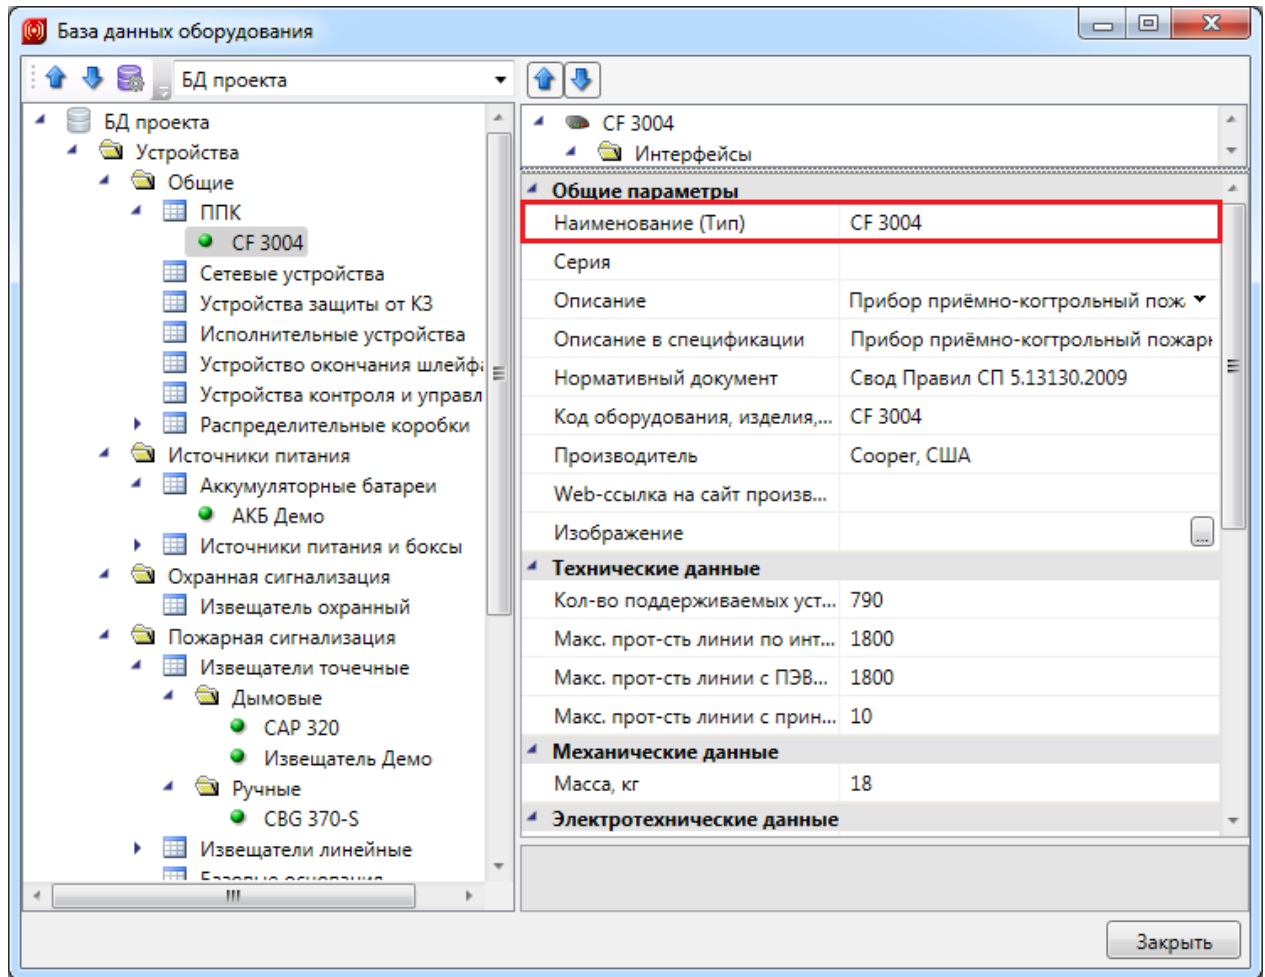 База данных оборудования
БД проекта
БД проекта
Устройства
Общие
ППК
CF 3004
Сетевые устройства
Устройства защиты от КЗ
Исполнительные устройства
Устройство окончания шлейфа
Устройства контроля и управл
Распределительные коробки
Источники питания
Аккумуляторные батареи
АКБ Демо
Источники питания и боксы
Охранная сигнализация
Извещатель охранный
Пожарная сигнализация
Извещатели точечные
Дымовые
CAP 320
Извещатель Демо
Ручные
CBG 370-S
Извещатели линейные
Базовые основания
CF 3004
Интерфейсы
Общие параметры
Наименование (Тип) CF 3004
Серия
Описание Прибор приёмно-когтрольный пож
Описание в спецификации Прибор приёмно-когтрольный пожарн
Нормативный документ Свод Правил СП 5.13130.2009
Код оборудования, изделия,... CF 3004
Производитель Cooper, США
Web-ссылка на сайт произв...
Изображение ...
Технические данные
Кол-во поддерживаемых уст... 790
Макс. прот-сть линии по инт... 1800
Макс. прот-сть линии с ПЭВ... 1800
Макс. прот-сть линии с прин... 10
Механические данные
Масса, кг 18
Электротехнические данные
Закрыть